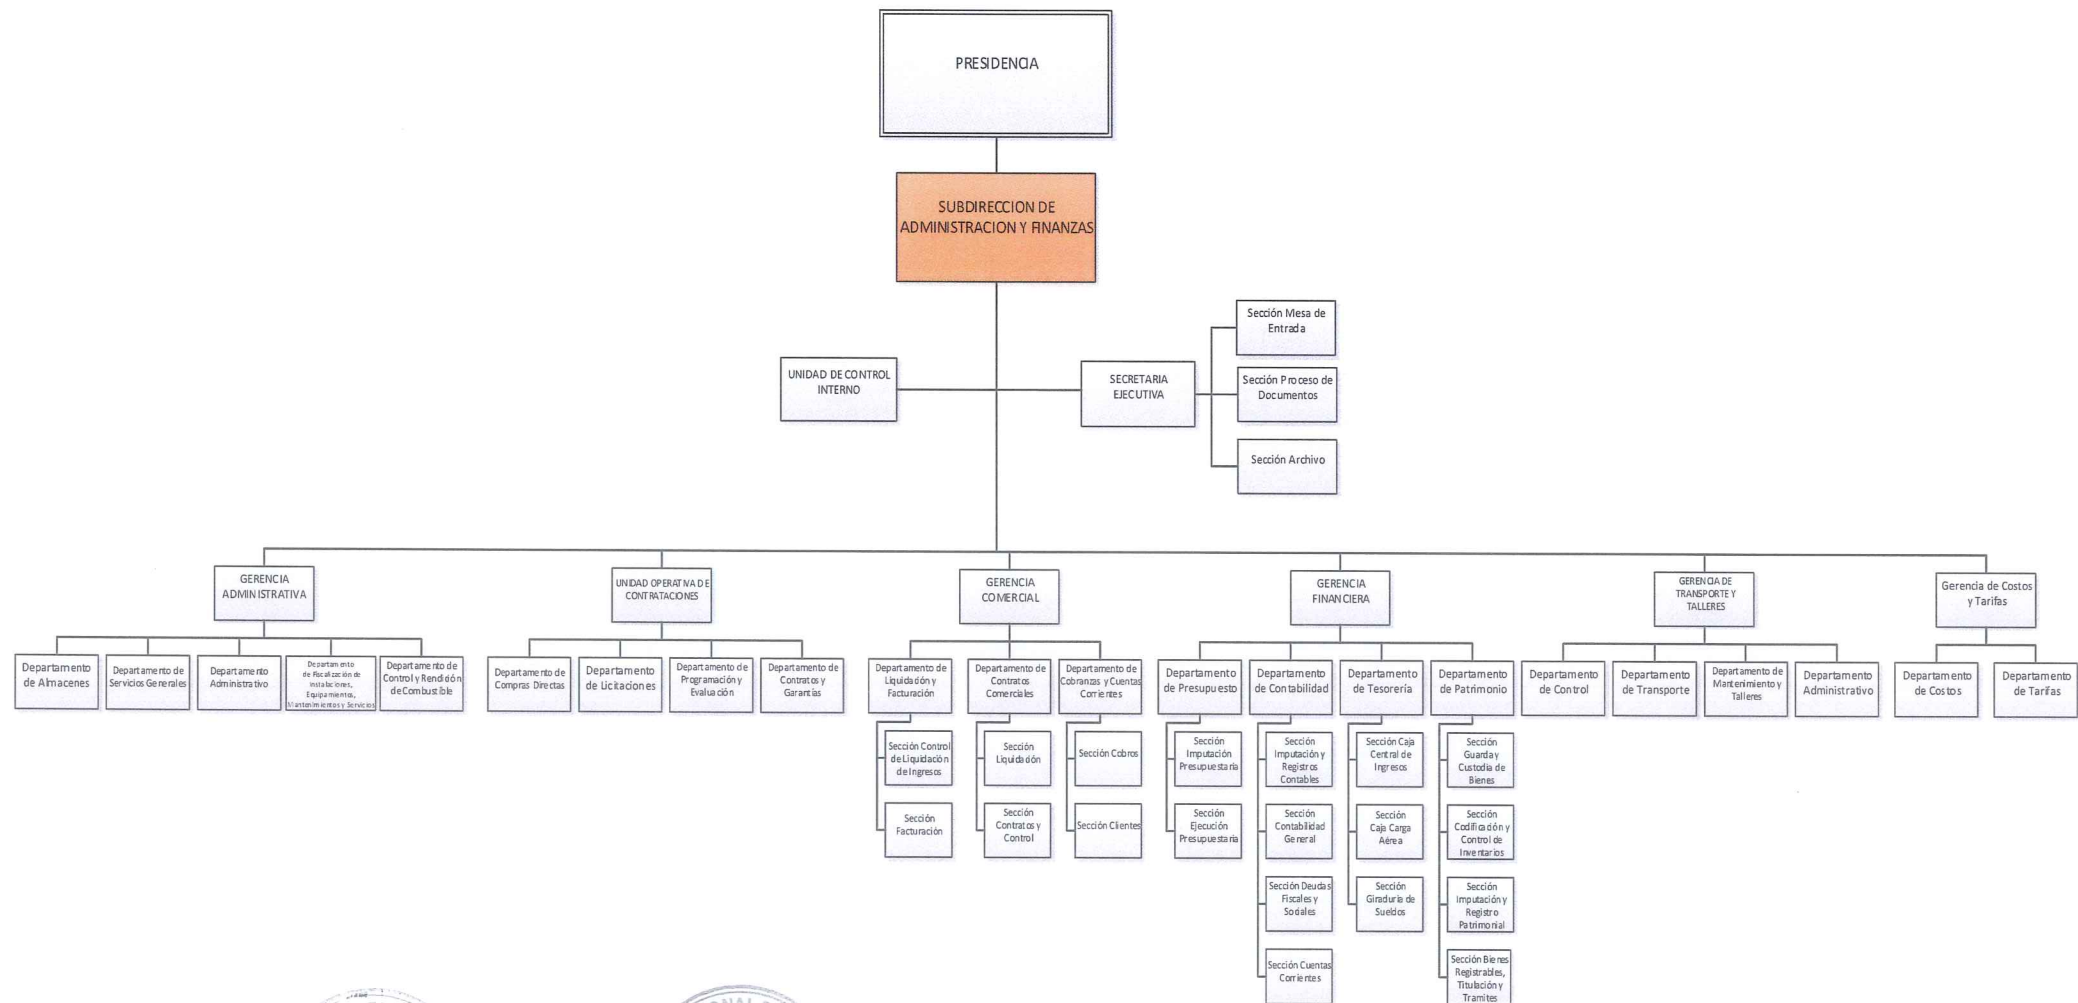 PRESIDENCIA
SUBDIRECCION DE
ADMINISTRACION Y FINANZAS
UNIDAD DE CONTROL
INTERNO
SECRETARIA
EJECUTIVA
Sección Mesa de
Entrada
Sección Proceso de
Documentos
Sección Archivo
GERENCIA
ADMINISTRATIVA
UNIDAD OPERATIVA DE
CONTRATACIONES
GERENCIA
COMERCIAL
GERENCIA
FINANCIERA
GERENCIA DE
TRANSPORTE Y
TALLERES
Gerencia de Costos
y Tarifas
Departamento
de Almacenes
Departamento de
Servicios Generales
Departamento
Administrativo
Departamento
de Fiscalización de
Instalaciones,
Equipamientos,
Mantenimientos y Servicios
Departamento de
Control y Rendición
de Combustible
Departamento de
Compras Directas
Departamento
de Licitaciones
Departamento de
Programación y
Evaluación
Departamento de
Contratos y
Garantías
Departamento de
Liquidación y
Facturación
Departamento de
Contratos
Comerciales
Departamento de
Cobranzas y Cuentas
Corrientes
Departamento
de Presupuesto
Departamento
de Contabilidad
Departamento
de Tesorería
Departamento
de Patrimonio
Departamento
de Control
Departamento
de Transporte
Departamento de
Mantenimiento y
Talleres
Departamento
Administrativo
Departamento
de Costos
Departamento
de Tarifas
Sección Control
de Liquidación
de Ingresos
Sección
Facturación
Sección
Liquidación
Sección
Contratos y
Control
Sección Cobros
Sección Clientes
Sección
Imputación
Presupuestaria
Sección
Ejecución
Presupuestaria
Sección
Imputación y
Registros
Contables
Sección
Contabilidad
General
Sección Deudas
Fiscales y
Sociales
Sección Cuentas
Corrientes
Sección Caja
Central de
Ingresos
Sección
Caja Carga
Aérea
Sección
Giraduría de
Sueldos
Sección
Guarda y
Custodia de
Bienes
Sección
Codificación y
Control de
Inventarios
Sección
Imputación y
Registro
Patrimonial
Sección Bienes
Registrables,
Titulación y
Tramites